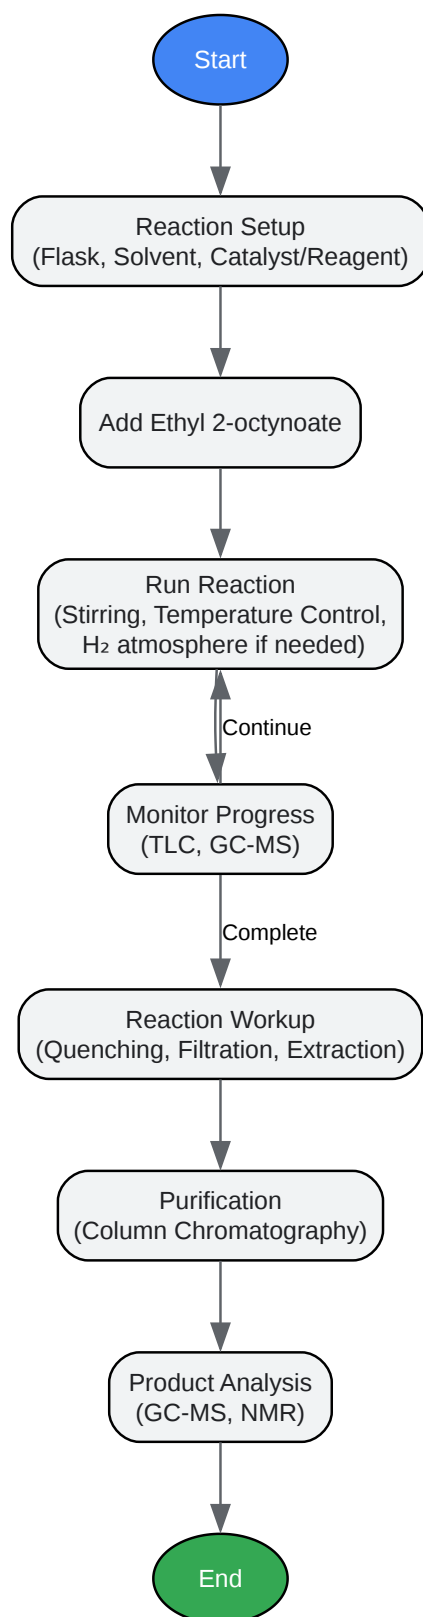 Start
Reaction Setup
(Flask, Solvent, Catalyst/Reagent)
Add Ethyl 2-octynoate
Run Reaction
(Stirring, Temperature Control,
H₂ atmosphere if needed)
Continue
Monitor Progress
(TLC, GC-MS)
Complete
Reaction Workup
(Quenching, Filtration, Extraction)
Purification
(Column Chromatography)
Product Analysis
(GC-MS, NMR)
End